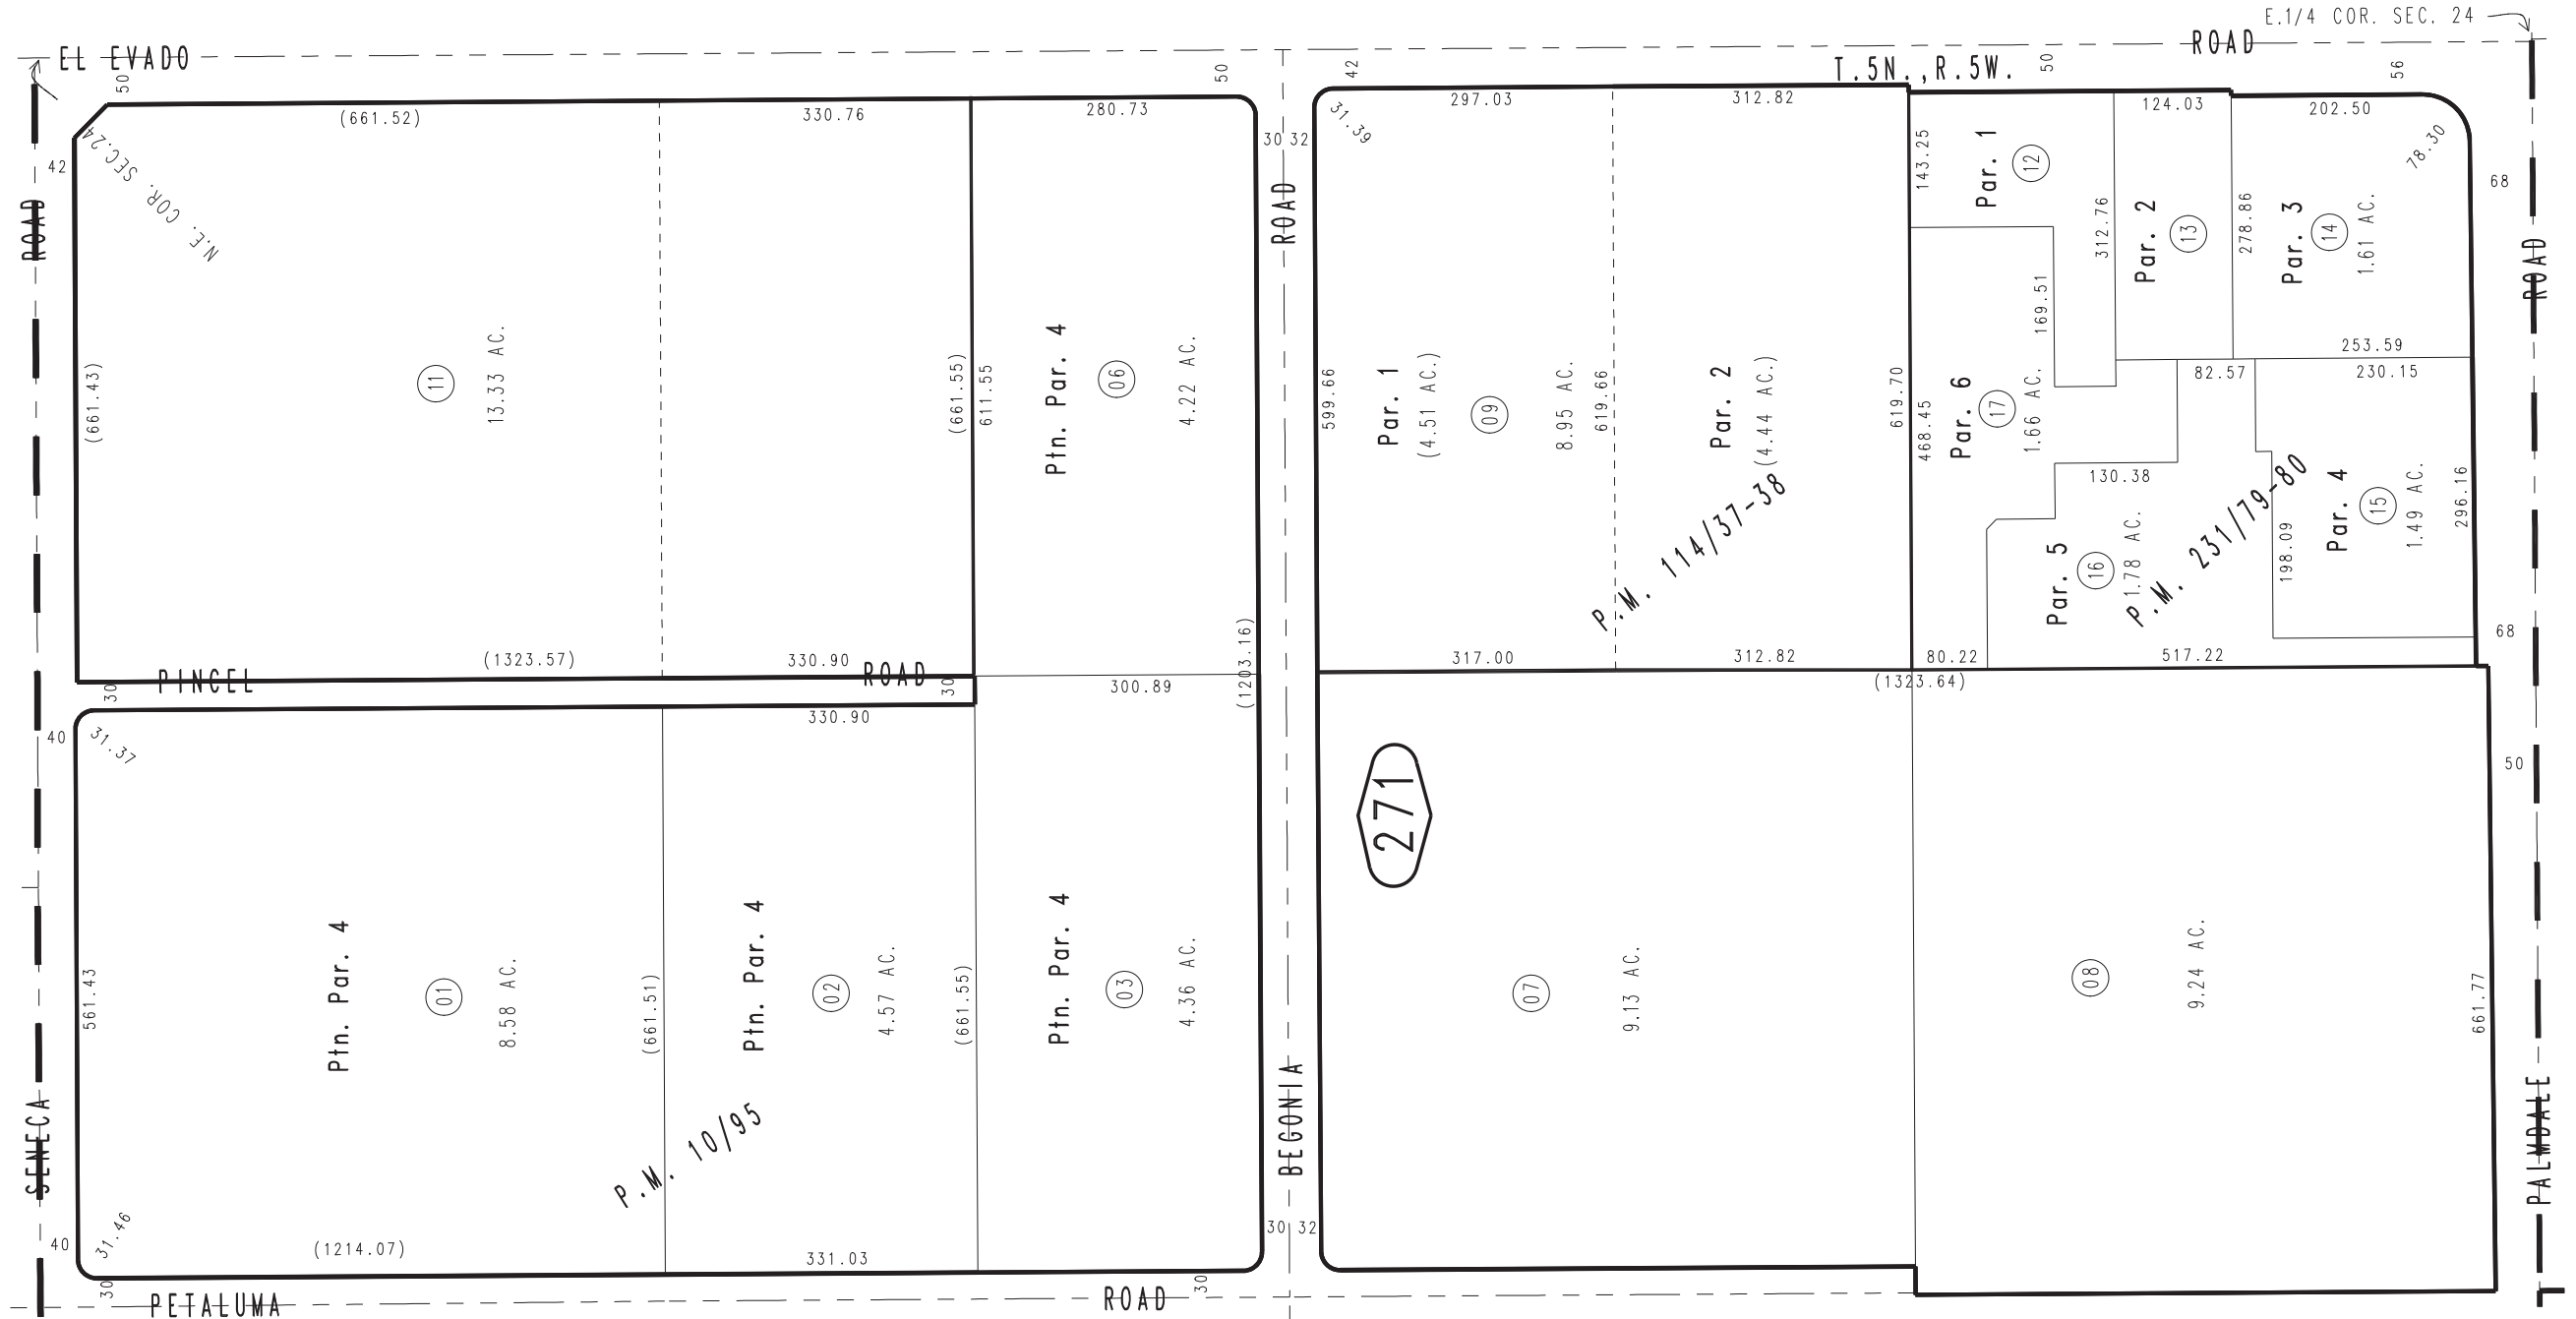 E.1/4 COR. SEC. 24
EL EVADO
ROAD
T.5N.,R.5W.
50
50
42
50
56
(661.52)
330.76
280.73
297.03
312.82
124.03
202.50
42
N.E. COR. SEC.24
30 32
31.39
143.25
78.30
68
ROAD
ROAD
ROAD
Par. 1
12
312.76
Par. 2
13
278.86
Par. 3
14
1.61 AC.
169.51
253.59
(661.43)
11
13.33 AC.
(661.55)
611.55
Ptn. Par. 4
06
4.22 AC.
599.66
Par. 1
(4.51 AC.)
09
8.95 AC.
619.66
Par. 2
(4.44 AC.)
619.70
468.45
Par. 6
17
1.66 AC.
82.57
230.15
130.38
P.M. 114/37-38
P.M. 231/79-80
Par. 5
16
1.78 AC.
198.09
Par. 4
15
1.49 AC.
296.16
68
(1323.57)
330.90
317.00
312.82
80.22
517.22
PINCEL
ROAD
30
30
300.89
(1203.16)
(1323.64)
330.90
40
31.37
50
271
561.43
Ptn. Par. 4
01
8.58 AC.
(661.51)
Ptn. Par. 4
02
4.57 AC.
(661.55)
Ptn. Par. 4
03
4.36 AC.
07
9.13 AC.
08
9.24 AC.
661.77
SENECA
BEGONIA
PALMDALE
P.M. 10/95
30 32
40
31.46
(1214.07)
331.03
30
30
PETALUMA
ROAD